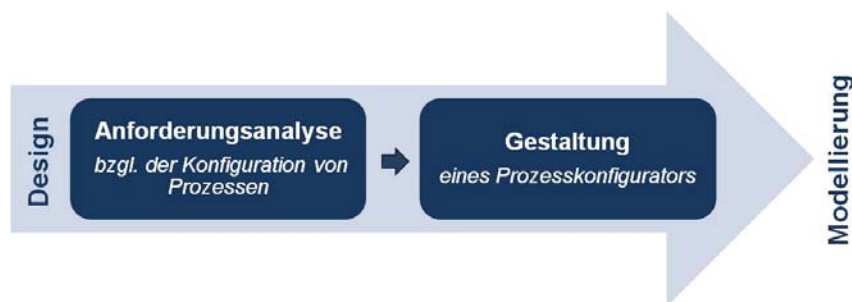 Design
Anforderungsanalyse
bzgl. der Konfiguration von
Prozessen
Gestaltung
eines Prozesskonfigurators
Modellierung